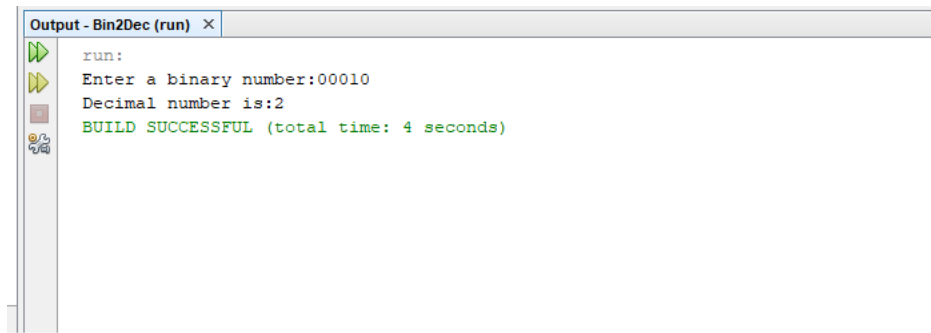 Output - Bin2Dec (run) ×
run:
Enter a binary number:00010
Decimal number is:2
BUILD SUCCESSFUL (total time: 4 seconds)